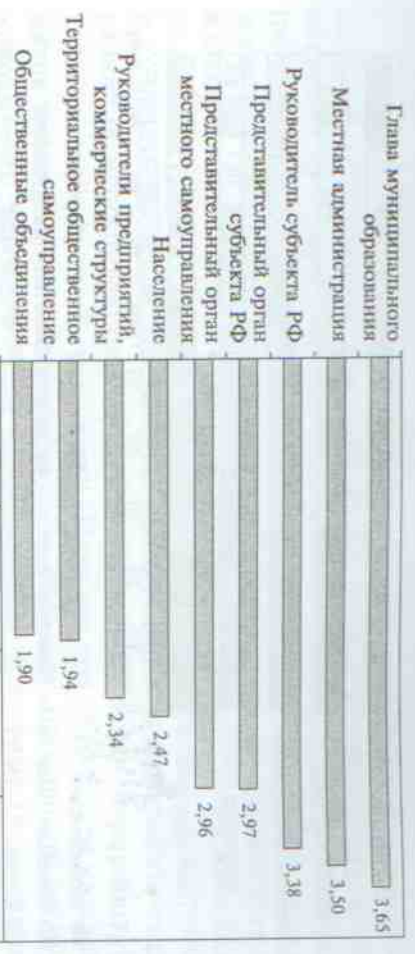 Глава муниципального
образования
3,65
Местная администрация
3,50
Руководитель субъекта РФ
3,38
Представительный орган
субъекта РФ
2,97
Представительный орган
местного самоуправления
2,96
Население
2,47
Руководители предприятий,
коммерческие структуры
2,34
Территориальное общественное
самоуправление
1,94
Общественные объединения
1,90